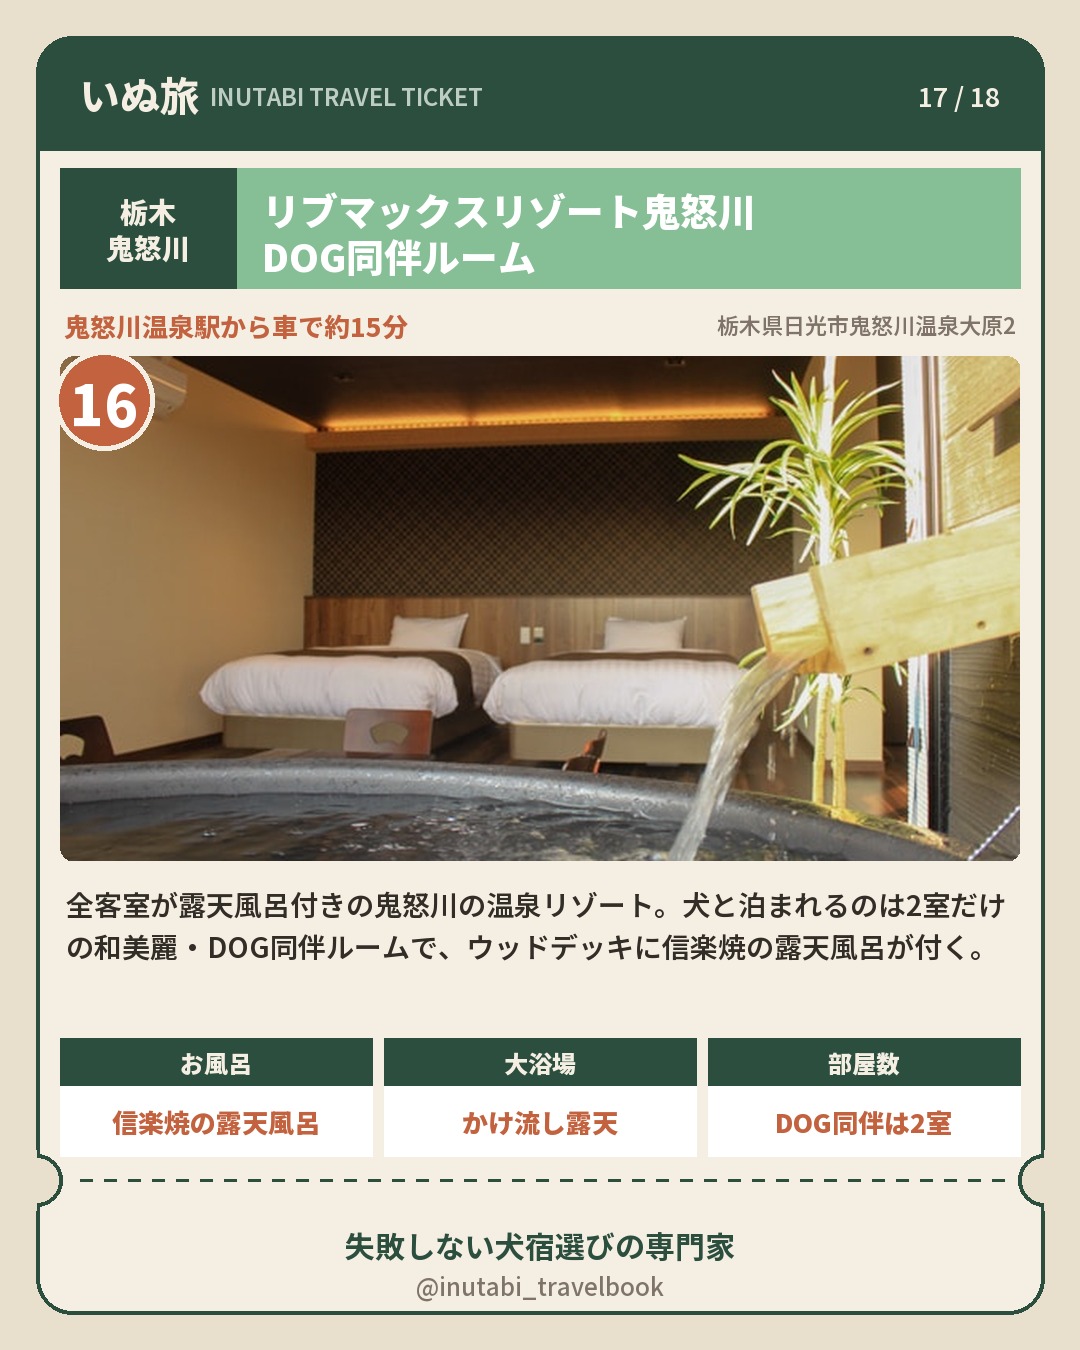 いぬ旅 INUTABI TRAVEL TICKET
17 / 18
栃木
鬼怒川
リブマックスリゾート鬼怒川
DOG同伴ルーム
鬼怒川温泉駅から車で約15分
栃木県日光市鬼怒川温泉大原2
16
全客室が露天風呂付きの鬼怒川の温泉リゾート。犬と泊まれるのは2室だけ
の和美麗・DOG同伴ルームで、ウッドデッキに信楽焼の露天風呂が付く。
お風呂
信楽焼の露天風呂
大浴場
かけ流し露天
部屋数
DOG同伴は2室
失敗しない犬宿選びの専門家
@inutabi_travelbook